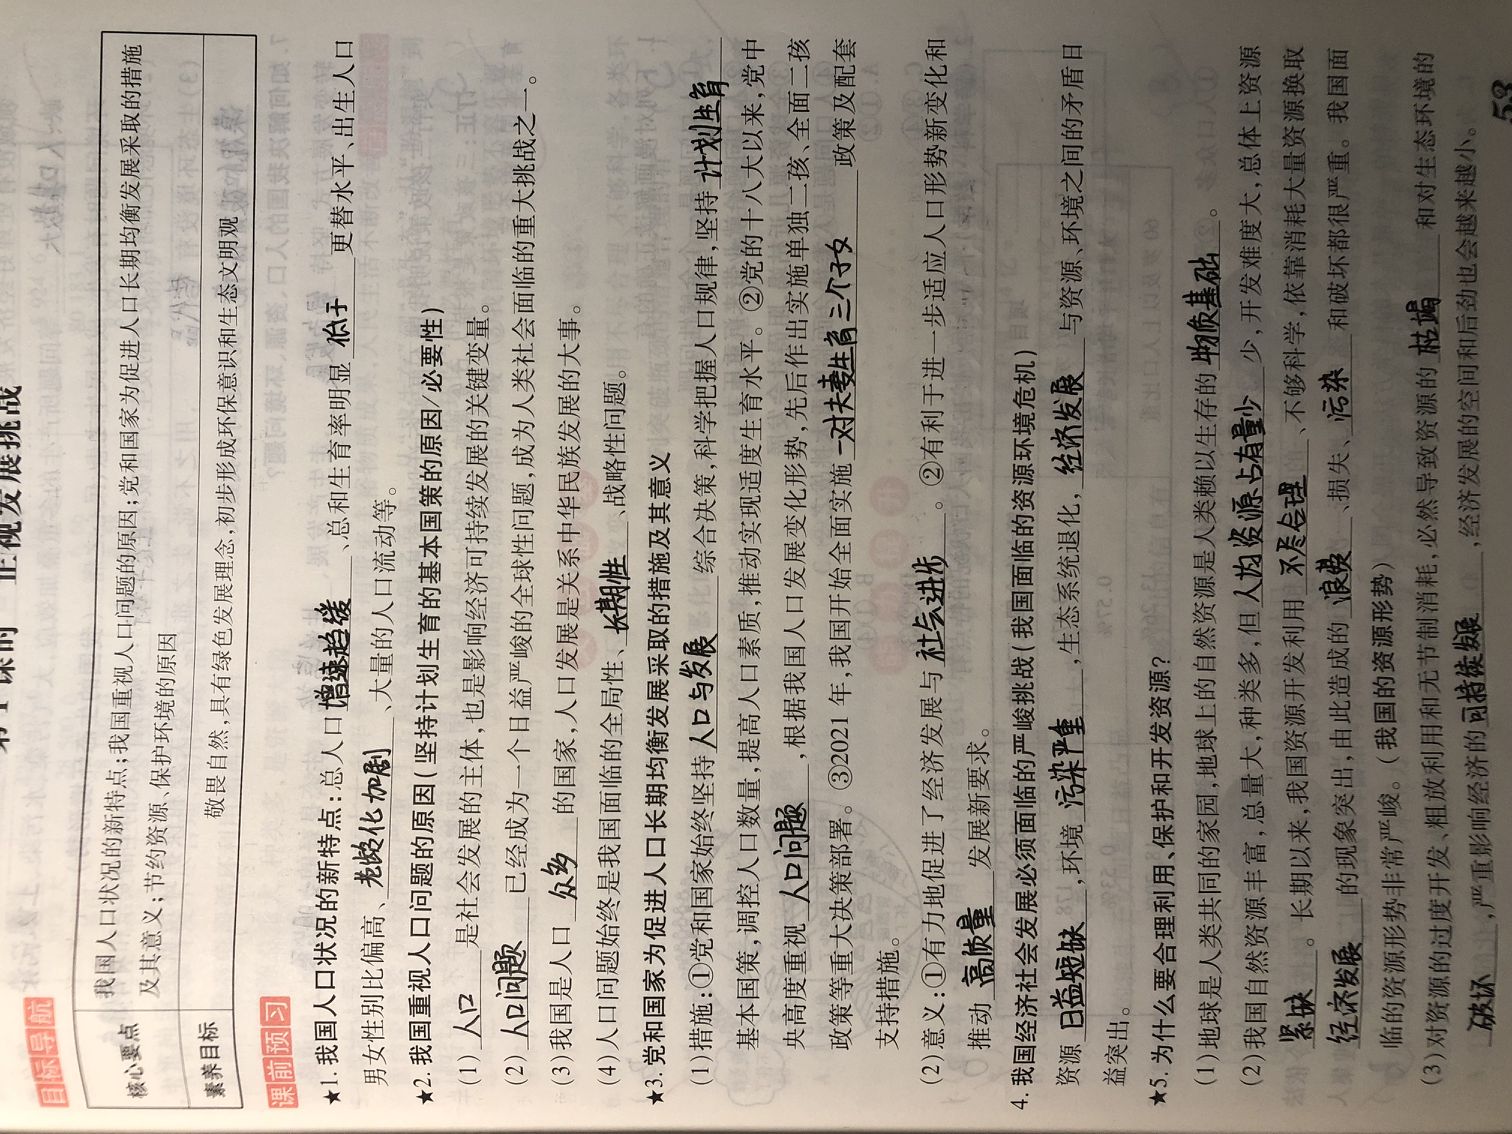 第1课时 正视发展挑战
目标导航
核心要点
我国人口状况的新特点;我国重视人口问题的原因;党和国家为促进人口长期均衡发展采取的措施
及其意义;节约资源、保护环境的原因
素养目标
敬畏自然,具有绿色发展理念,初步形成环保意识和生态文明观
课前预习
★1. 我国人口状况的新特点:总人口 增速趋缓 、总和生育率明显 低于 更替水平、出生人口
男女性别比偏高、 老龄化加剧 、大量的人口流动等。
★2. 我国重视人口问题的原因(坚持计划生育的基本国策的原因/必要性)
(1) 人口 是社会发展的主体,也是影响经济可持续发展的关键变量。
(2) 人口问题 已经成为一个日益严峻的全球性问题,成为人类社会面临的重大挑战之一。
(3)我国是人口 众多 的国家,人口发展是关系中华民族发展的大事。
(4)人口问题始终是我国面临的全局性、 长期性 、战略性问题。
★3. 党和国家为促进人口长期均衡发展采取的措施及其意义
(1)措施:①党和国家始终坚持 人口与发展 综合决策,科学把握人口规律,坚持 计划生育
基本国策,调控人口数量,提高人口素质,推动实现适度生育水平。②党的十八大以来,党中
央高度重视 人口问题 ,根据我国人口发展变化形势,先后作出实施单独二孩、全面二孩
政策等重大决策部署。③2021年,我国开始全面实施 一对夫妻生育三个子女 政策及配套
支持措施。
(2)意义:①有力地促进了经济发展与 社会进步 。②有利于进一步适应人口形势新变化和
推动 高质量 发展新要求。
4. 我国经济社会发展必须面临的严峻挑战(我国面临的资源环境危机)
资源 日益短缺 ,环境 污染严重 ,生态系统退化, 经济发展 与资源、环境之间的矛盾日
益突出。
★5. 为什么要合理利用、保护和开发资源?
(1)地球是人类共同的家园,地球上的自然资源是人类赖以生存的 物质基础 。
(2)我国自然资源丰富,总量大,种类多,但 人均资源占有量少 少,开发难度大,总体上资源
紧缺 。长期以来,我国资源开发利用 不尽合理 、不够科学,依靠消耗大量资源换取
经济发展 的现象突出,由此造成的 浪费 、损失、 污染 和破坏都很严重。我国面
临的资源形势非常严峻。(我国的资源形势)
(3)对资源的过度开发、粗放利用和无节制消耗,必然导致资源的 枯竭 和对生态环境的
破坏 ,严重影响经济的 可持续发展 ,经济发展的空间和后劲也会越来越小。
53